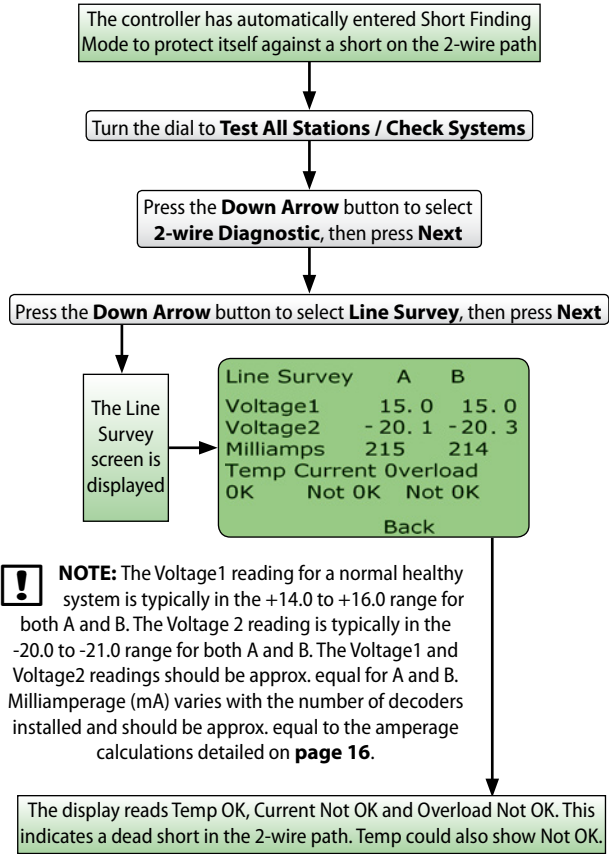 The controller has automatically entered Short Finding
Mode to protect itself against a short on the 2-wire path
Turn the dial to Test All Stations / Check Systems
Press the Down Arrow button to select
2-wire Diagnostic, then press Next
Press the Down Arrow button to select Line Survey, then press Next
The Line
Survey
screen is
displayed
Line Survey A B
Voltage1 15. 0 15. 0
Voltage2 - 20. 1 - 20. 3
Milliamps 215 214
Temp Current 0verload
0K Not 0K Not 0K
Back
! NOTE: The Voltage1 reading for a normal healthy
system is typically in the +14.0 to +16.0 range for
both A and B. The Voltage 2 reading is typically in the
-20.0 to -21.0 range for both A and B. The Voltage1 and
Voltage2 readings should be approx. equal for A and B.
Milliamperage (mA) varies with the number of decoders
installed and should be approx. equal to the amperage
calculations detailed on page 16.
The display reads Temp OK, Current Not OK and Overload Not OK. This
indicates a dead short in the 2-wire path. Temp could also show Not OK.